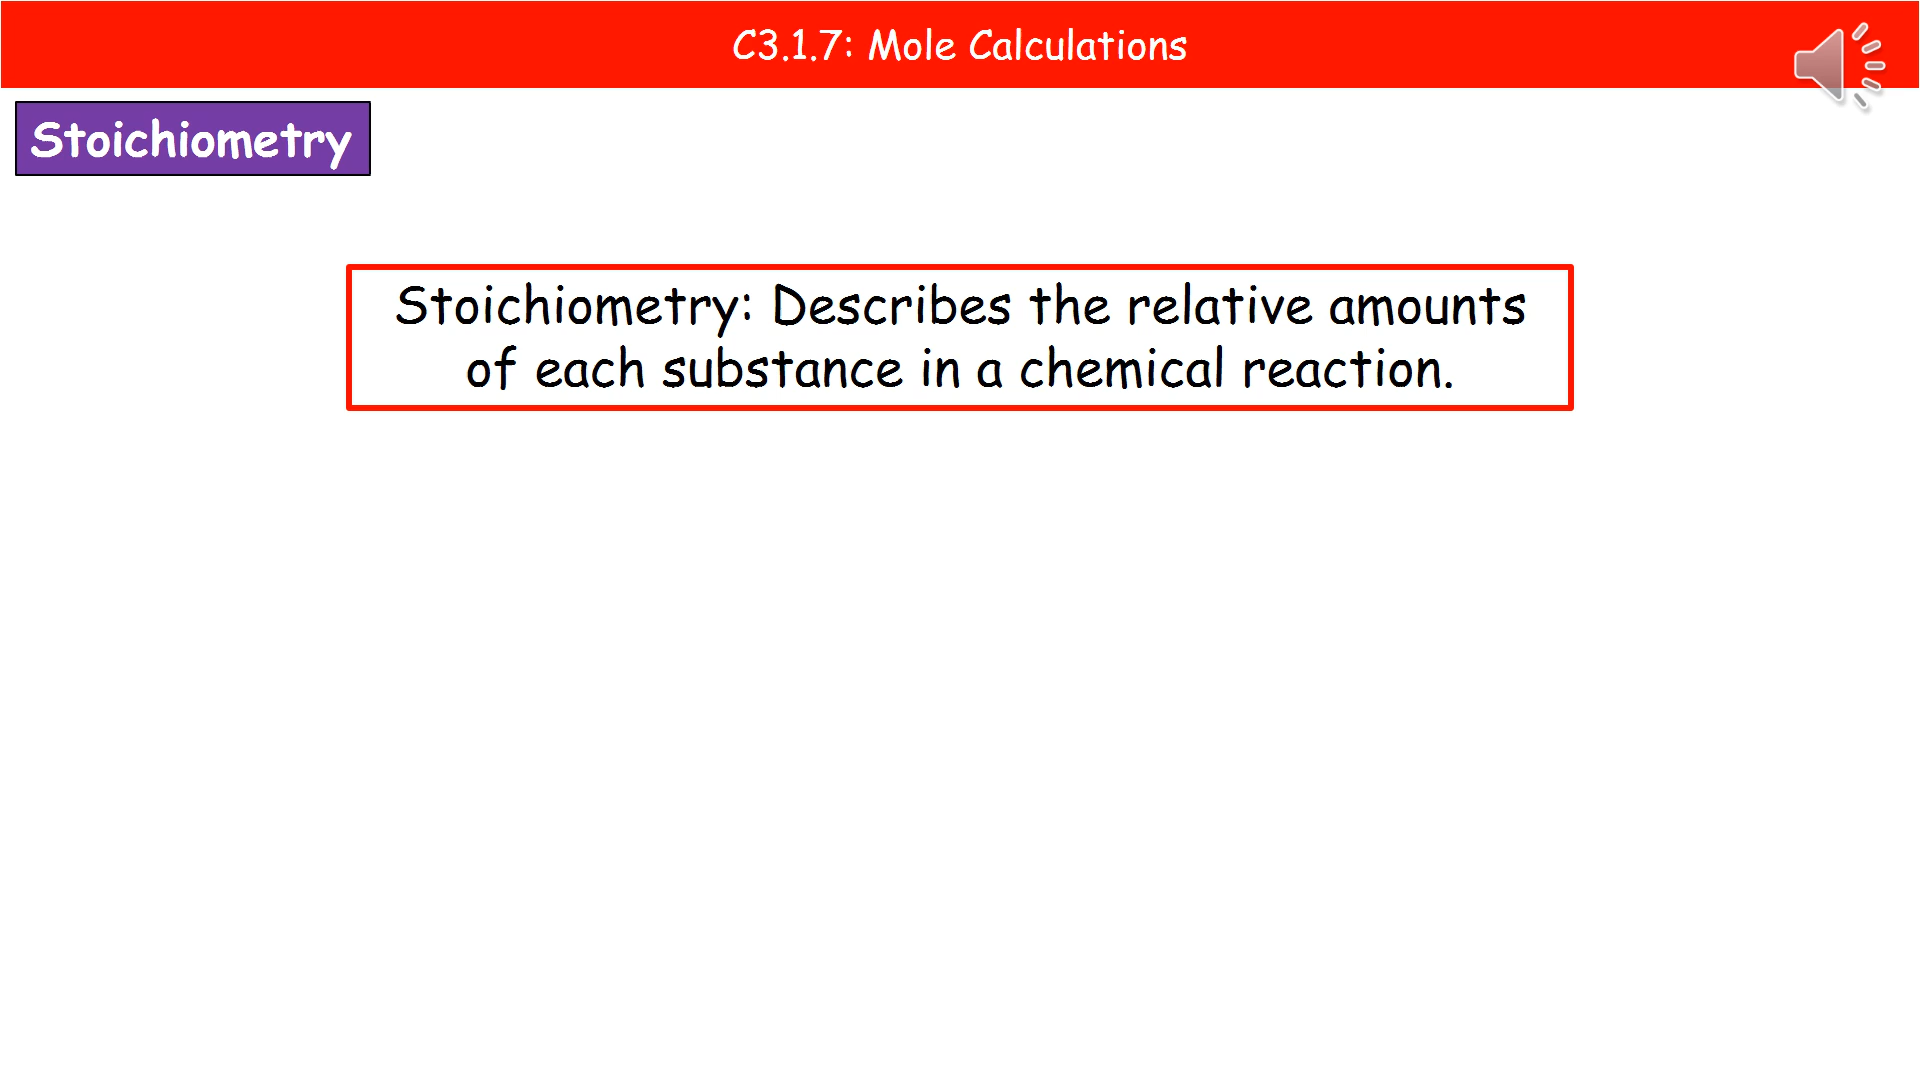 C3.1.7: Mole Calculations
Stoichiometry
Stoichiometry: Describes the relative amounts
of each substance in a chemical reaction.